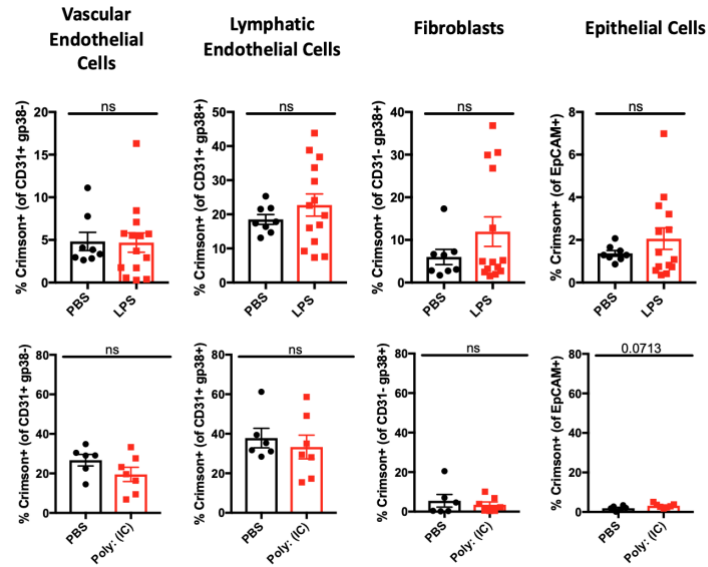 Vascular
Endothelial
Cells
Lymphatic
Endothelial Cells
Fibroblasts
Epithelial Cells
% Crimson+ (of CD31+ gp38-)
20
15
10
5
0
ns
PBS
LPS
% Crimson+ (of CD31+ gp38+)
50
40
30
20
10
0
ns
PBS
LPS
% Crimson+ (of CD31- gp38+)
40
30
20
10
0
ns
PBS
LPS
% Crimson+ (of EpCAM+)
8
6
4
2
0
ns
PBS
LPS
% Crimson+ (of CD31+ gp38-)
80
60
40
20
0
ns
PBS
Poly: (IC)
% Crimson+ (of CD31+ gp38+)
80
60
40
20
0
ns
PBS
Poly: (IC)
% Crimson+ (of CD31- gp38+)
80
60
40
20
0
ns
PBS
Poly: (IC)
% Crimson+ (of EpCAM+)
80
60
40
20
0
0.0713
PBS
Poly: (IC)